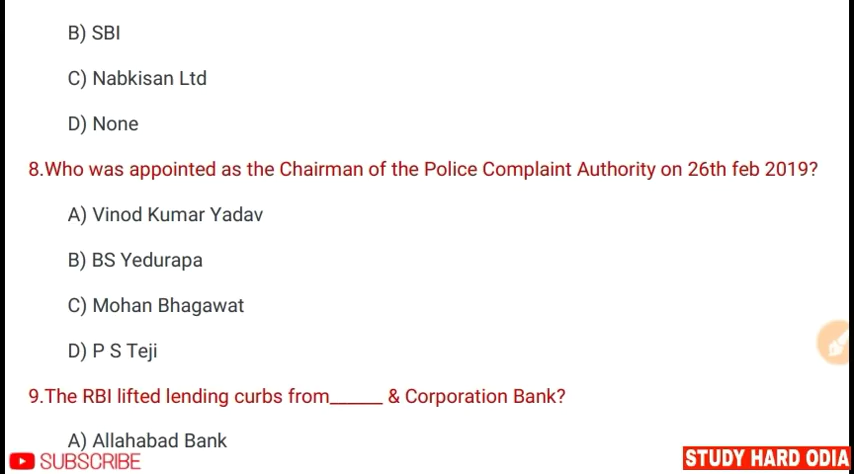 B) SBI
C) Nabkisan Ltd
D) None
8.Who was appointed as the Chairman of the Police Complaint Authority on 26th feb 2019?
A) Vinod Kumar Yadav
B) BS Yedurapa
C) Mohan Bhagawat
D) P S Teji
9.The RBI lifted lending curbs from______ & Corporation Bank?
A) Allahabad Bank
SUBSCRIBE
STUDY HARD ODIA